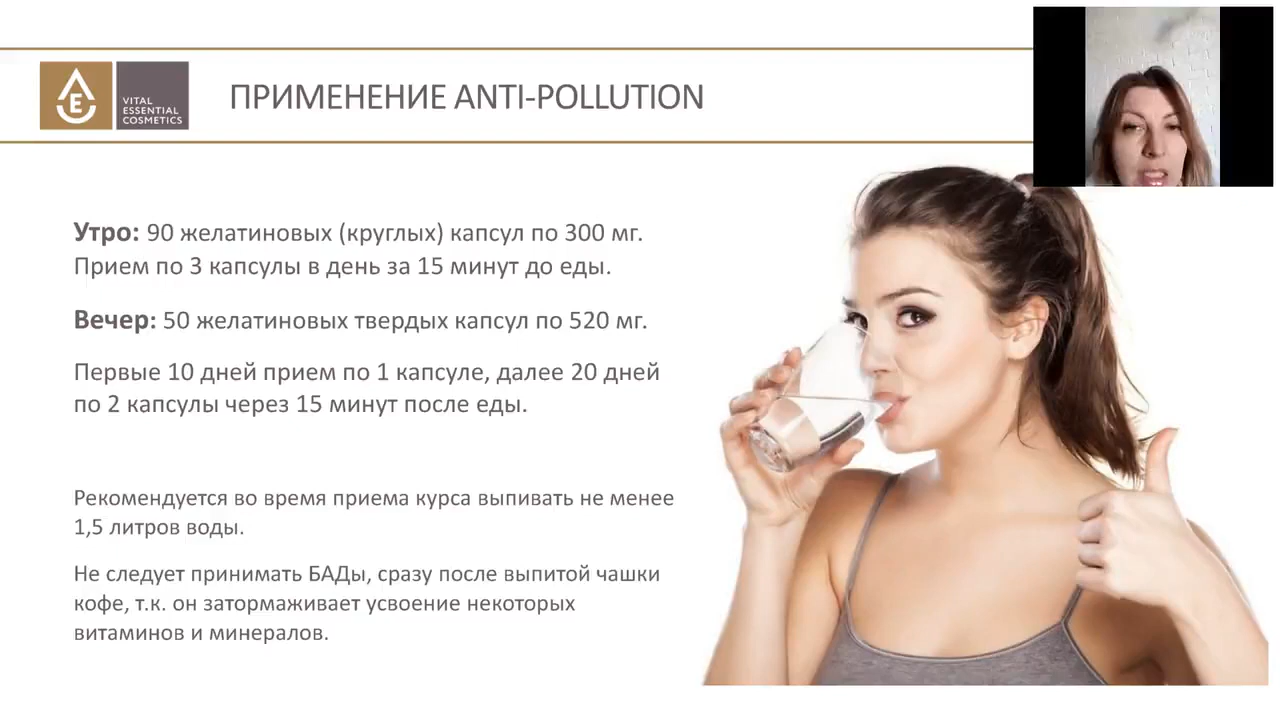 VITAL
ESSENTIAL
COSMETICS
ПРИМЕНЕНИЕ ANTI-POLLUTION
Утро: 90 желатиновых (круглых) капсул по 300 мг.
Прием по 3 капсулы в день за 15 минут до еды.
Вечер: 50 желатиновых твердых капсул по 520 мг.
Первые 10 дней прием по 1 капсуле, далее 20 дней
по 2 капсулы через 15 минут после еды.
Рекомендуется во время приема курса выпивать не менее
1,5 литров воды.
Не следует принимать БАДы, сразу после выпитой чашки
кофе, т.к. он затормаживает усвоение некоторых
витаминов и минералов.